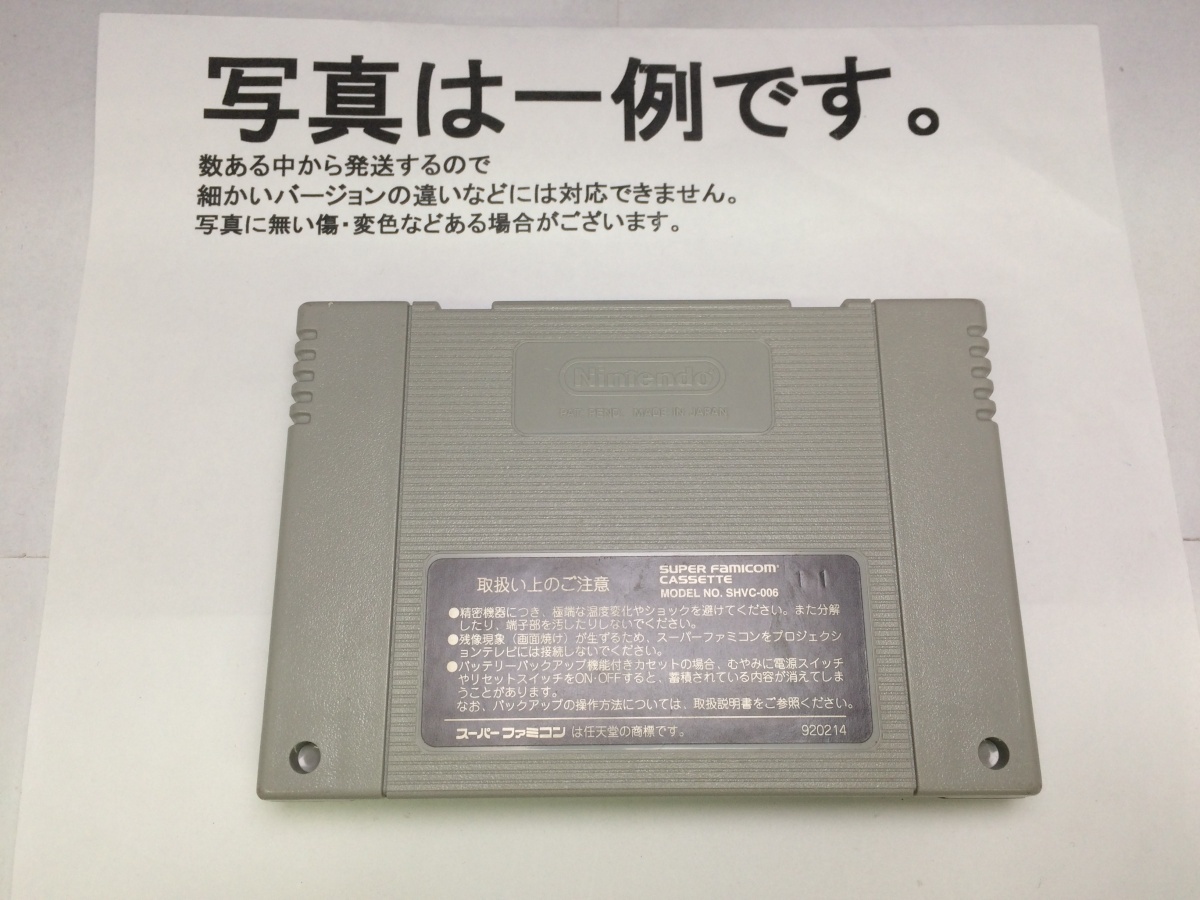 写真は一例です。
数ある中から発送するので
細かいバージョンの違いなどには対応できません。
写真に無い傷・変色などある場合がございます。
Nintendo
PAT. PEND. MADE IN JAPAN
取扱い上のご注意
SUPER FAMICOM
CASSETTE
MODEL NO. SHVC-006
11
●精密機器につき、極端な温度変化やショックを避けてください。また分解
したり、端子部を汚したりしないでください。
●残像現象（画面焼け）が生ずるため、スーパーファミコンをプロジェクシ
ョンテレビには接続しないでください。
●バッテリーバックアップ機能付きカセットの場合、むやみに電源スイッチ
やリセットスイッチをON・OFFすると、蓄積されている内容が消えてしま
うことがあります。
なお、バックアップの操作方法については、取扱説明書をご参照ください。
スーパーファミコンは任天堂の商標です。
920214